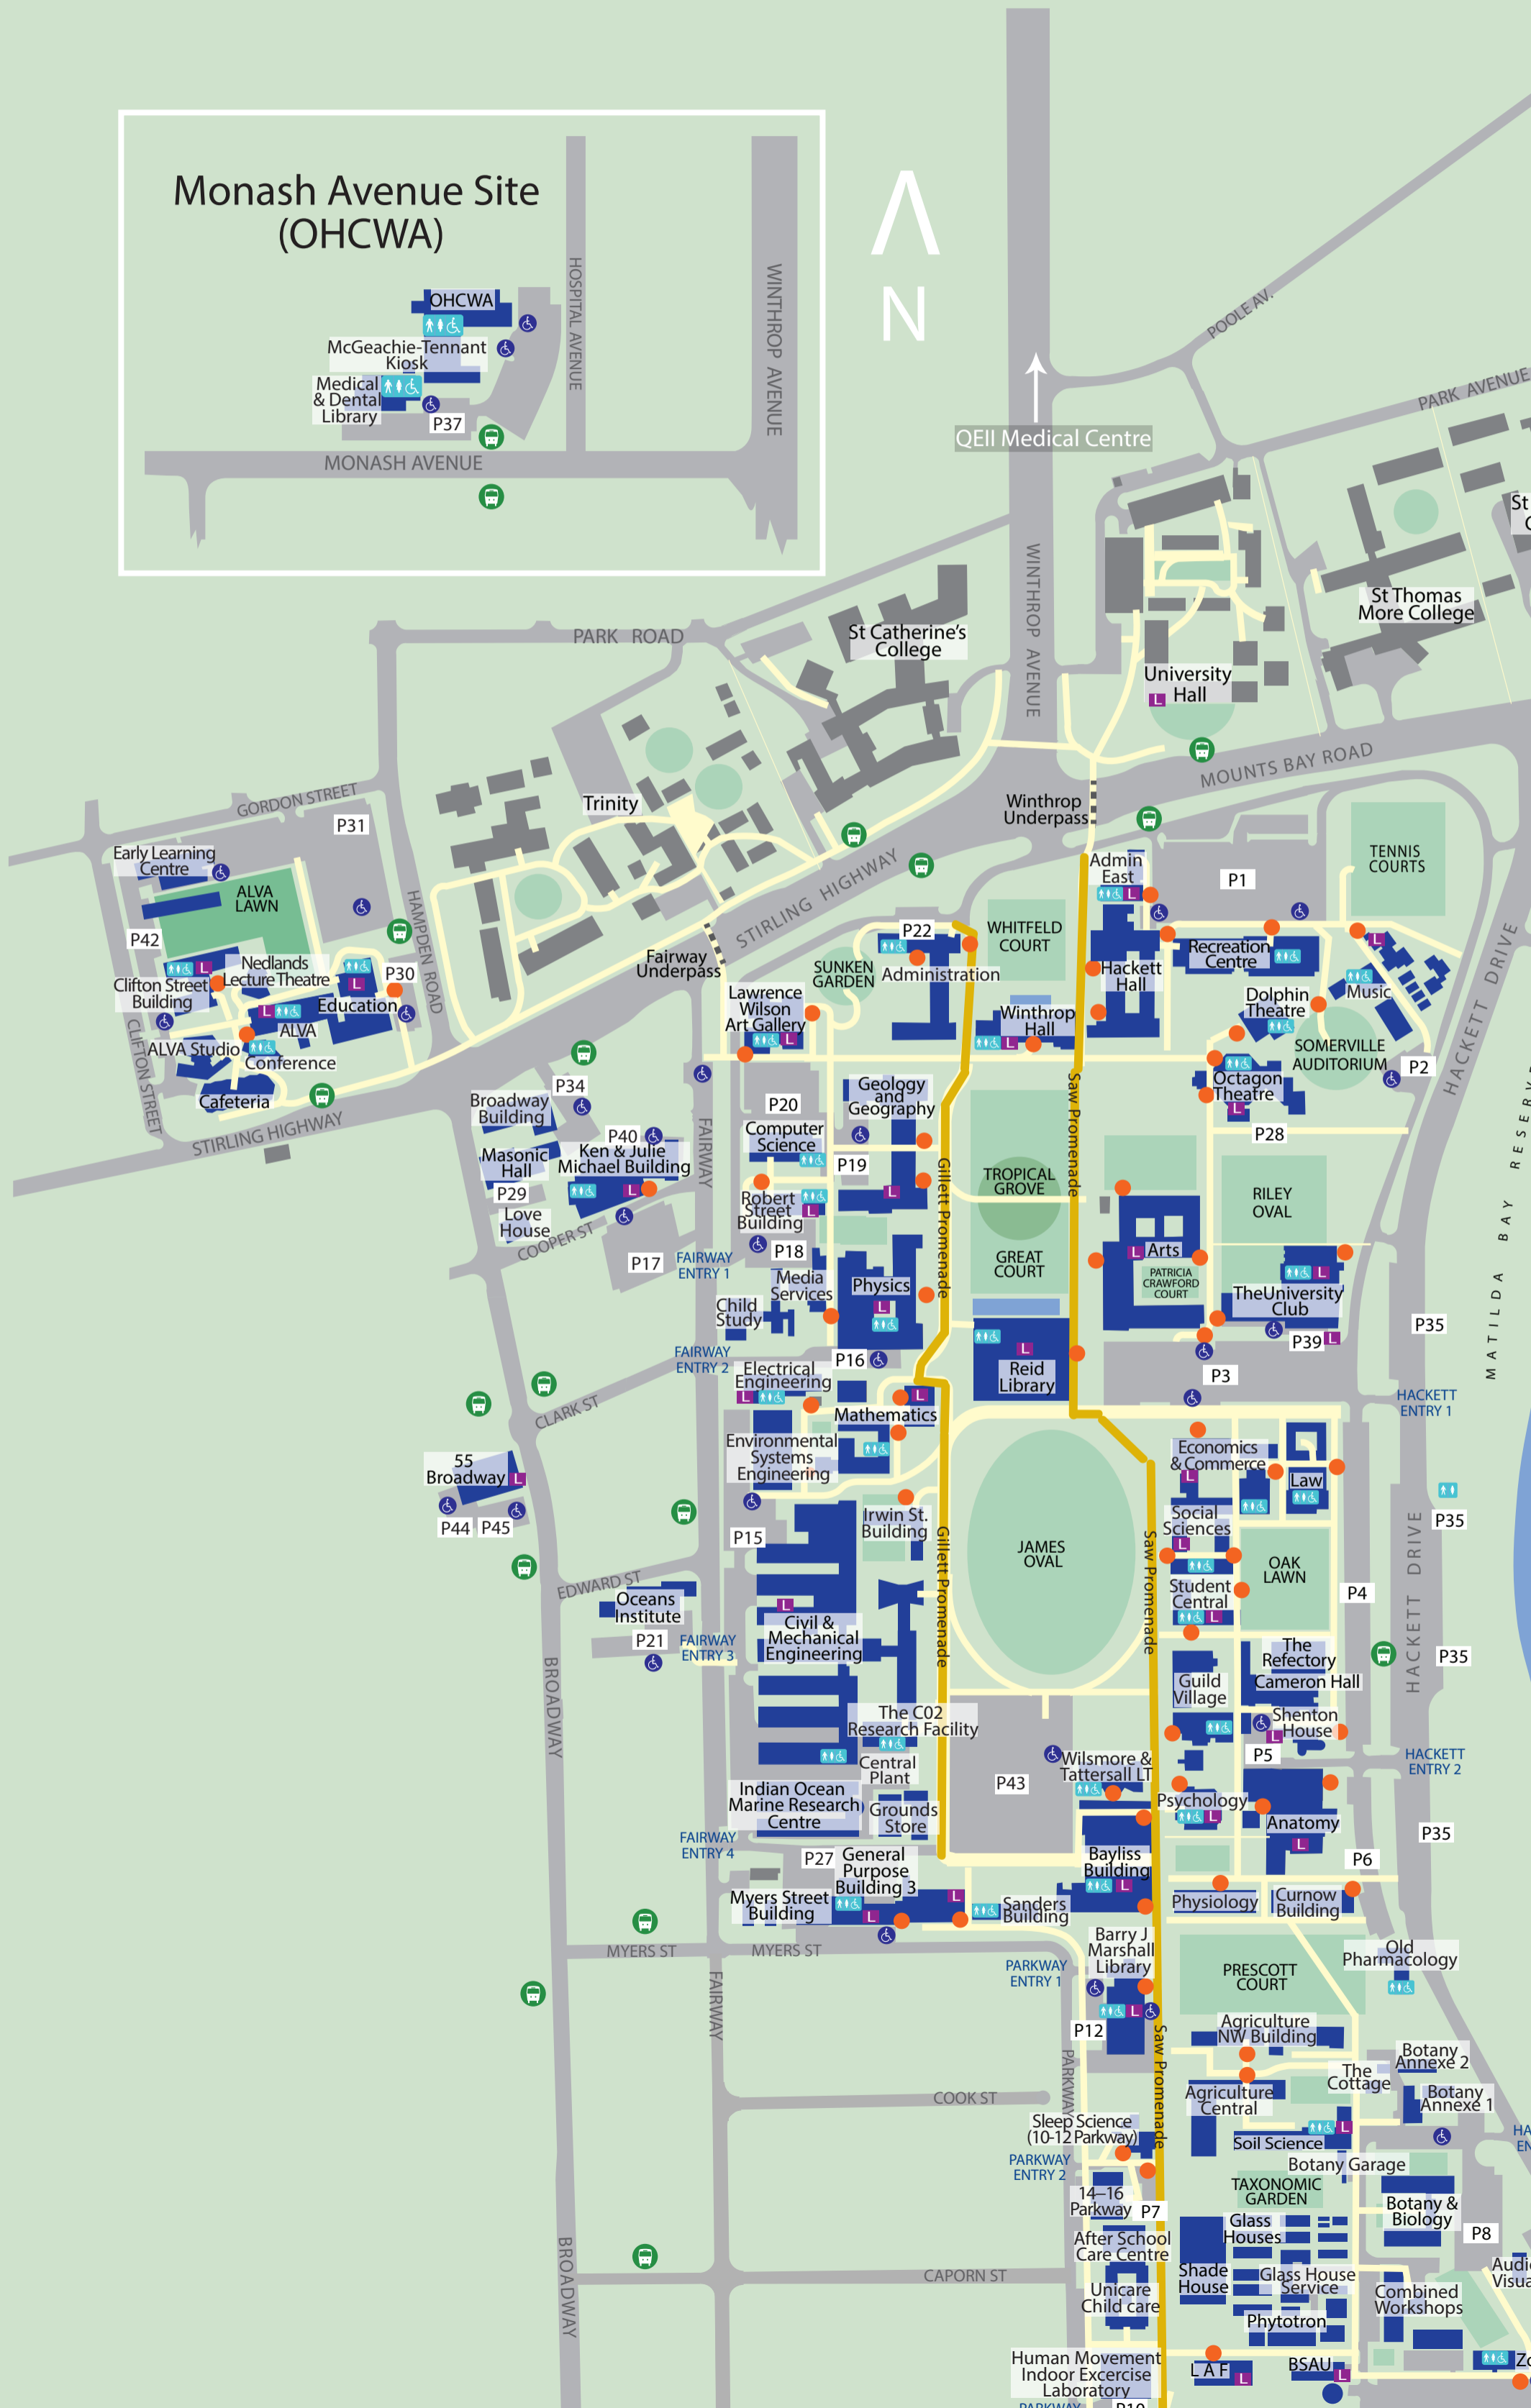 Monash Avenue Site
(OHCWA)
HOSPITAL AVENUE
WINTHROP AVENUE
OHCWA
McGeachie-Tennant
Kiosk
Medical
& Dental
Library
P37
MONASH AVENUE
N
QEII Medical Centre
POOLE AV.
PARK AVENUE
WINTHROP AVENUE
St
St Thomas
More College
PARK ROAD
St Catherine's
College
University
Hall
L
MOUNTS BAY ROAD
Trinity
Winthrop
Underpass
STIRLING HIGHWAY
Fairway
Underpass
GORDON STREET
P31
Early Learning
Centre
ALVA
LAWN
P42
HAMPDEN ROAD
Nedlands
Lecture Theatre
L
P30
Clifton Street
Building
Education
L
L
ALVA
ALVA Studio
Conference
Cafeteria
CLIFTON STREET
STIRLING HIGHWAY
Admin
East
L
P1
TENNIS
COURTS
HACKETT DRIVE
P22
WHITFELD
COURT
Administration
SUNKEN
GARDEN
Hackett
Hall
Recreation
Centre
L
Music
Lawrence
Wilson
Art Gallery
L
Winthrop
Hall
L
Dolphin
Theatre
SOMERVILLE
AUDITORIUM
P2
Octagon
Theatre
L
P28
MATILDA BAY RESERVE
P34
Broadway
Building
P40
Ken & Julie
Michael Building
L
Masonic
Hall
P29
Love
House
COOPER ST
P17
FAIRWAY
P20
Geology
and
Geography
Computer
Science
P19
L
Robert
Street
Building
L
P18
FAIRWAY
ENTRY 1
Gillett Promenade
Saw Promenade
TROPICAL
GROVE
GREAT
COURT
RILEY
OVAL
L
Arts
PATRICIA
CRAWFORD
COURT
L
TheUniversity
Club
P39
L
P35
Media
Services
Physics
L
Child
Study
FAIRWAY
ENTRY 2
P16
L
Reid
Library
P3
HACKETT
ENTRY 1
Electrical
Engineering
L
L
Mathematics
CLARK ST
Environmental
Systems
Engineering
Economics
& Commerce
L
Law
55
Broadway
L
P44
P45
P15
Irwin St.
Building
Social
Sciences
L
P35
HACKETT DRIVE
JAMES
OVAL
OAK
LAWN
P4
Gillett Promenade
Saw Promenade
EDWARD ST
Oceans
Institute
L
Student
Central
L
Civil &
Mechanical
Engineering
P21
FAIRWAY
ENTRY 3
The
Refectory
Cameron Hall
P35
Guild
Village
Shenton
House
L
BROADWAY
The C02
Research Facility
Central
Plant
P43
Wilsmore &
Tattersall LT
P5
HACKETT
ENTRY 2
Indian Ocean
Marine Research
Centre
Grounds
Store
Psychology
L
Anatomy
L
P35
FAIRWAY
ENTRY 4
P27
General
Purpose
Building 3
L
L
Bayliss
Building
L
P6
Myers Street
Building
Sanders
Building
Physiology
Curnow
Building
MYERS ST
MYERS ST
Barry J
Marshall
Library
L
PARKWAY
ENTRY 1
PRESCOTT
COURT
Old
Pharmacology
FAIRWAY
P12
Saw Promenade
PARKWAY
Agriculture
NW Building
Botany
Annexe 2
The
Cottage
COOK ST
Agriculture
Central
Botany
Annexe 1
Sleep Science
(10-12 Parkway)
L
Soil Science
PARKWAY
ENTRY 2
Botany Garage
14–16
Parkway
P7
TAXONOMIC
GARDEN
Botany &
Biology
Glass
Houses
P8
After School
Care Centre
Shade
House
Glass House
Service
BROADWAY
CAPORN ST
Unicare
Child care
Combined
Workshops
Phytotron
Human Movement
Indoor Excercise
Laboratory
L A F
L
BSAU
L
PARKWAY
P10